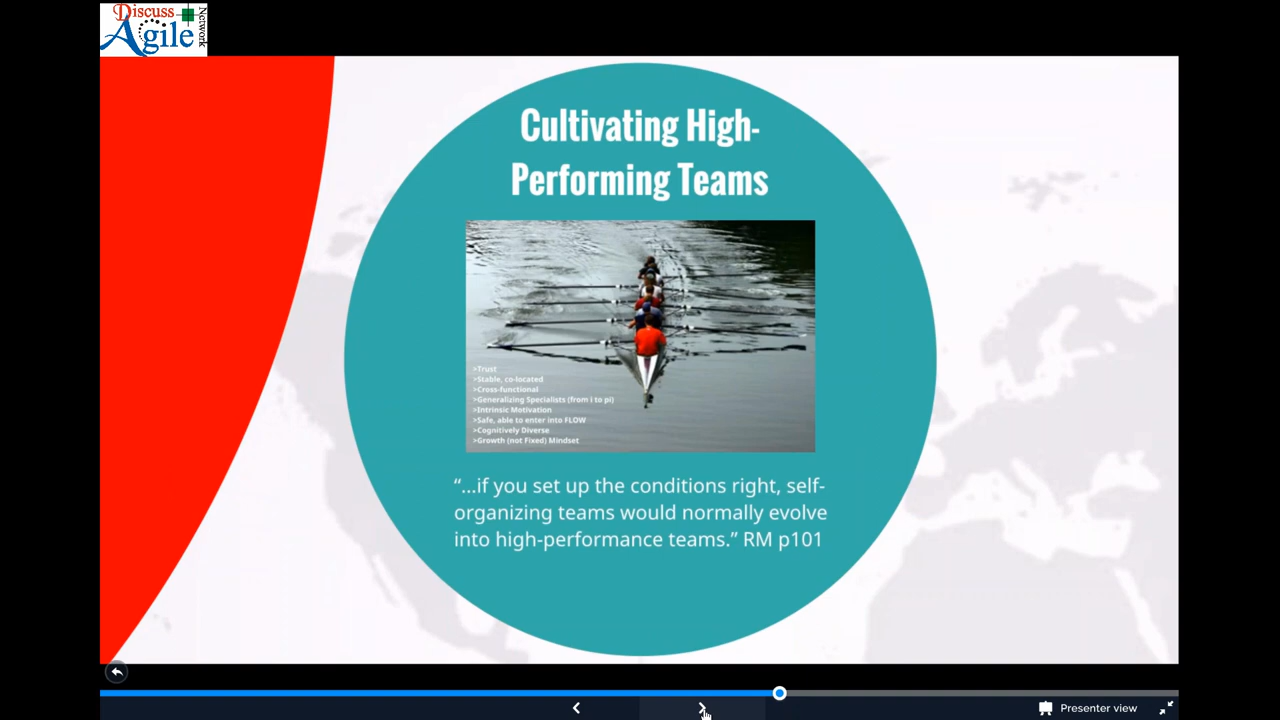 Discuss
Agile
Network
Cultivating High-
Performing Teams
>Trust
>Stable, co-located
>Cross-functional
>Generalizing Specialists (from i to pi)
>Intrinsic Motivation
>Safe, able to enter into FLOW
>Cognitively Diverse
>Growth (not Fixed) Mindset
“...if you set up the conditions right, self-
organizing teams would normally evolve
into high-performance teams.” RM p101
Presenter view